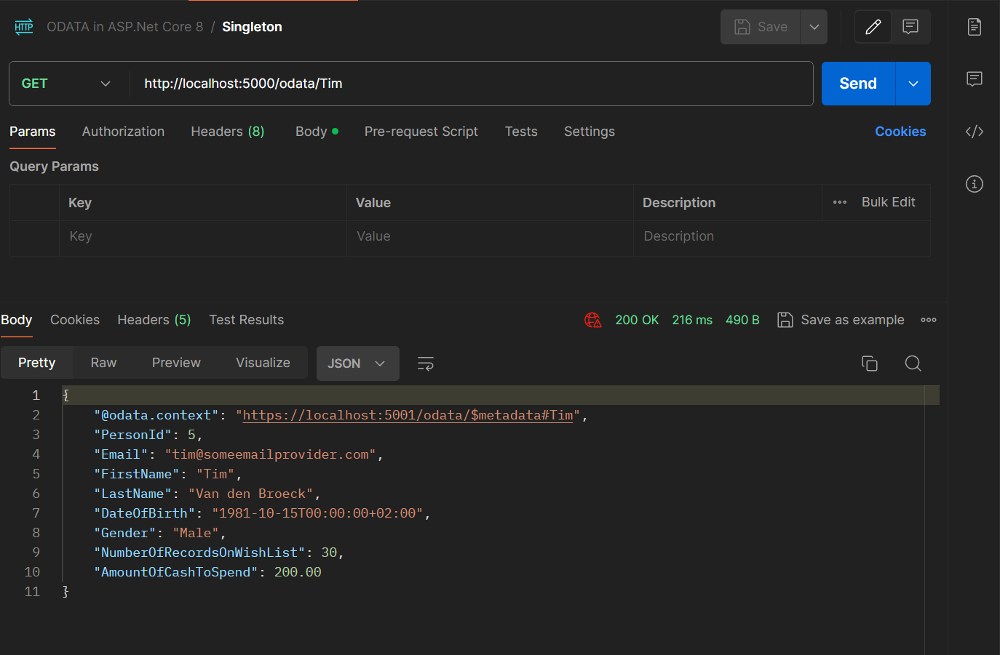 HTTP ODATA in ASP.Net Core 8 / Singleton Save
GET http://localhost:5000/odata/Tim Send
Params Authorization Headers (8) Body Pre-request Script Tests Settings Cookies
Query Params
Key Value Description Bulk Edit
Key Value Description
Body Cookies Headers (5) Test Results 200 OK 216 ms 490 B Save as example
Pretty Raw Preview Visualize JSON
1 {
2 "@odata.context": "https://localhost:5001/odata/$metadata#Tim",
3 "PersonId": 5,
4 "Email": "tim@someemailprovider.com",
5 "FirstName": "Tim",
6 "LastName": "Van den Broeck",
7 "DateOfBirth": "1981-10-15T00:00:00+02:00",
8 "Gender": "Male",
9 "NumberOfRecordsOnWishList": 30,
10 "AmountOfCashToSpend": 200.00
11 }